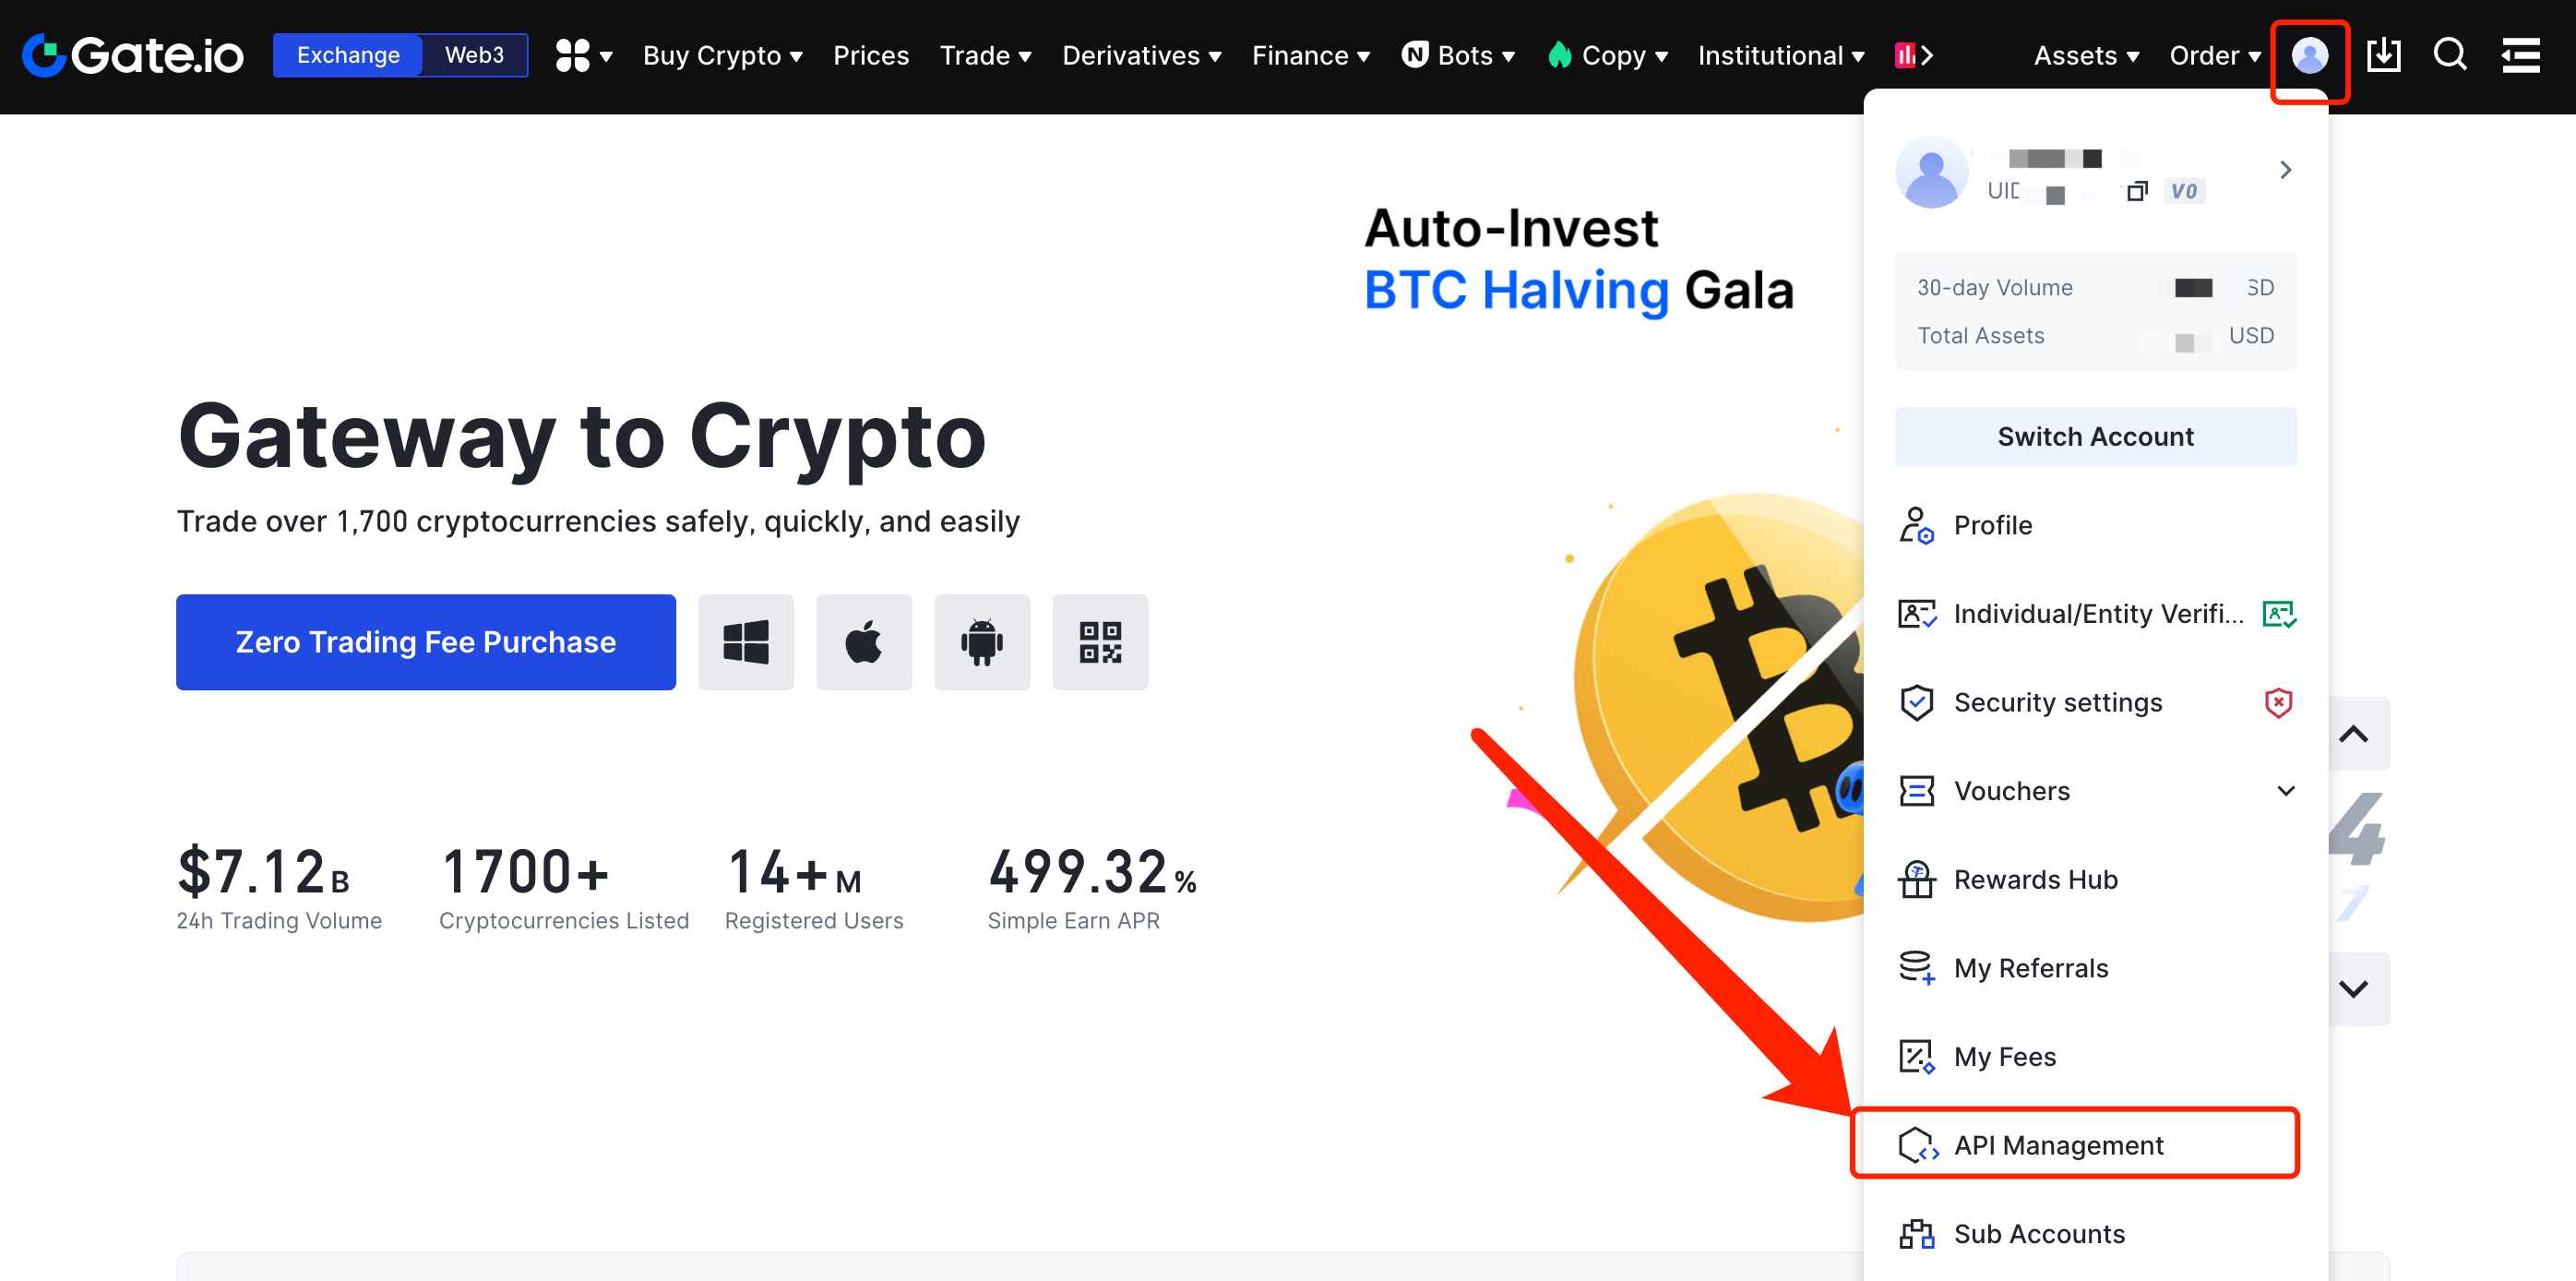 Gate.io Exchange Web3 Buy Crypto Prices Trade Derivatives Finance Bots Copy Institutional Assets Order
Auto-Invest
BTC Halving Gala
Gateway to Crypto
Trade over 1,700 cryptocurrencies safely, quickly, and easily
Zero Trading Fee Purchase
$7.12 B
24h Trading Volume
1700+
Cryptocurrencies Listed
14+ M
Registered Users
499.32 %
Simple Earn APR
UID V0
30-day Volume SD
Total Assets USD
Switch Account
Profile
Individual/Entity Verifi...
Security settings
Vouchers
Rewards Hub
My Referrals
My Fees
API Management
Sub Accounts
4
7